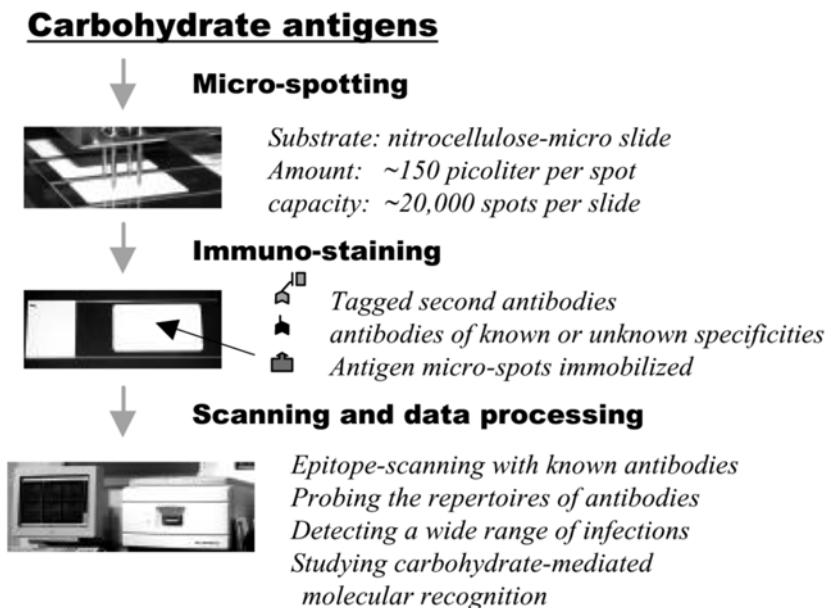 Carbohydrate antigens
Micro-spotting
Substrate: nitrocellulose-micro slide
Amount: ~150 picoliter per spot
capacity: ~20,000 spots per slide
Immuno-staining
Tagged second antibodies
antibodies of known or unknown specificities
Antigen micro-spots immobilized
Scanning and data processing
Epitope-scanning with known antibodies
Probing the repertoires of antibodies
Detecting a wide range of infections
Studying carbohydrate-mediated
molecular recognition